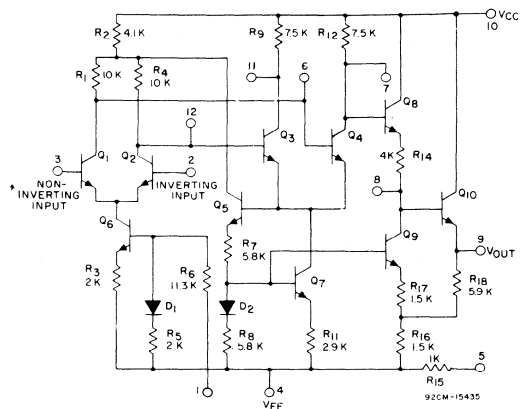 VCC
10
R2
4.1K
R9
7.5K
R12
7.5K
R1
10K
R4
10K
11
6
7
Q8
12
Q3
Q4
4K
R14
3
Q1
Q2
2
8
NON-
INVERTING
INPUT
INVERTING
INPUT
Q5
Q10
9
VOUT
Q6
R7
5.8K
Q9
Q7
R3
2K
R6
11.3K
R17
1.5K
R18
5.9K
D1
D2
R5
2K
R8
5.8K
R11
2.9K
R16
1.5K
1K
R15
5
1
4
VEE
92CM-15435